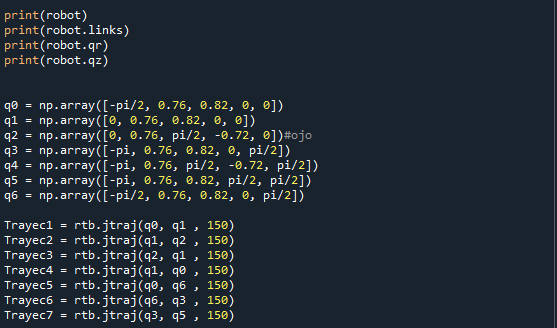 print(robot)
print(robot.links)
print(robot.qr)
print(robot.qz)
q0 = np.array([-pi/2, 0.76, 0.82, 0, 0])
q1 = np.array([0, 0.76, 0.82, 0, 0])
q2 = np.array([0, 0.76, pi/2, -0.72, 0])#ojo
q3 = np.array([-pi, 0.76, 0.82, 0, pi/2])
q4 = np.array([-pi, 0.76, pi/2, -0.72, pi/2])
q5 = np.array([-pi, 0.76, 0.82, pi/2, pi/2])
q6 = np.array([-pi/2, 0.76, 0.82, 0, pi/2])
Trayec1 = rtb.jtraj(q0, q1 , 150)
Trayec2 = rtb.jtraj(q1, q2 , 150)
Trayec3 = rtb.jtraj(q2, q1 , 150)
Trayec4 = rtb.jtraj(q1, q0 , 150)
Trayec5 = rtb.jtraj(q0, q6 , 150)
Trayec6 = rtb.jtraj(q6, q3 , 150)
Trayec7 = rtb.jtraj(q3, q5 , 150)